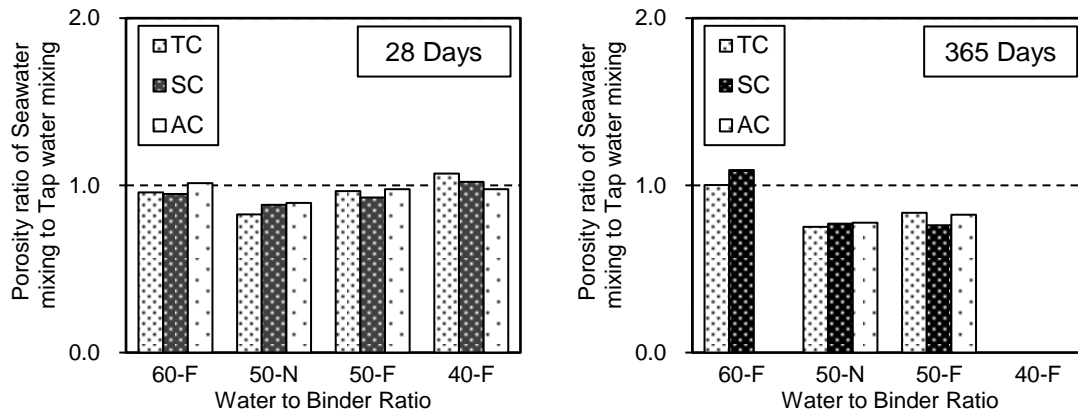 Porosity ratio of Seawater
mixing to Tap water mixing
2.0
1.0
0.0
TC
SC
AC
28 Days
60-F 50-N 50-F 40-F
Water to Binder Ratio
Porosity ratio of Seawater
mixing to Tap water mixing
2.0
1.0
0.0
TC
SC
AC
365 Days
60-F 50-N 50-F 40-F
Water to Binder Ratio